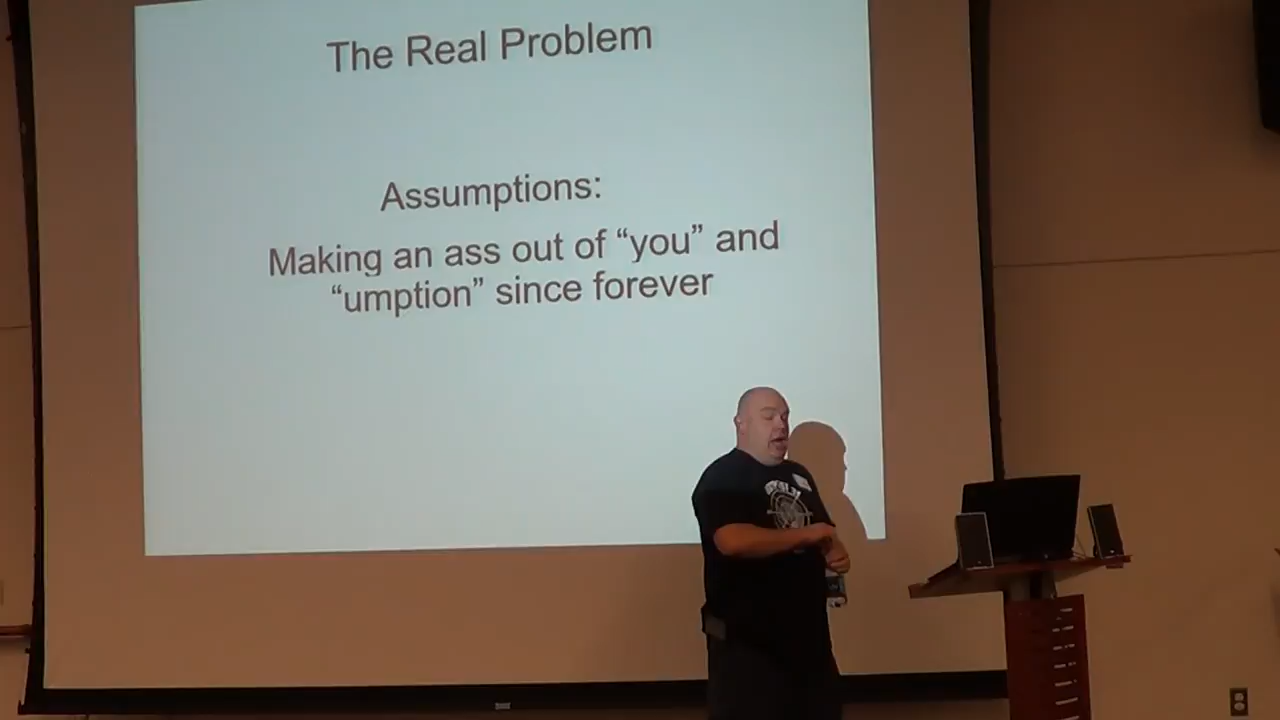 The Real Problem
Assumptions:
Making an ass out of “you” and
“umption” since forever